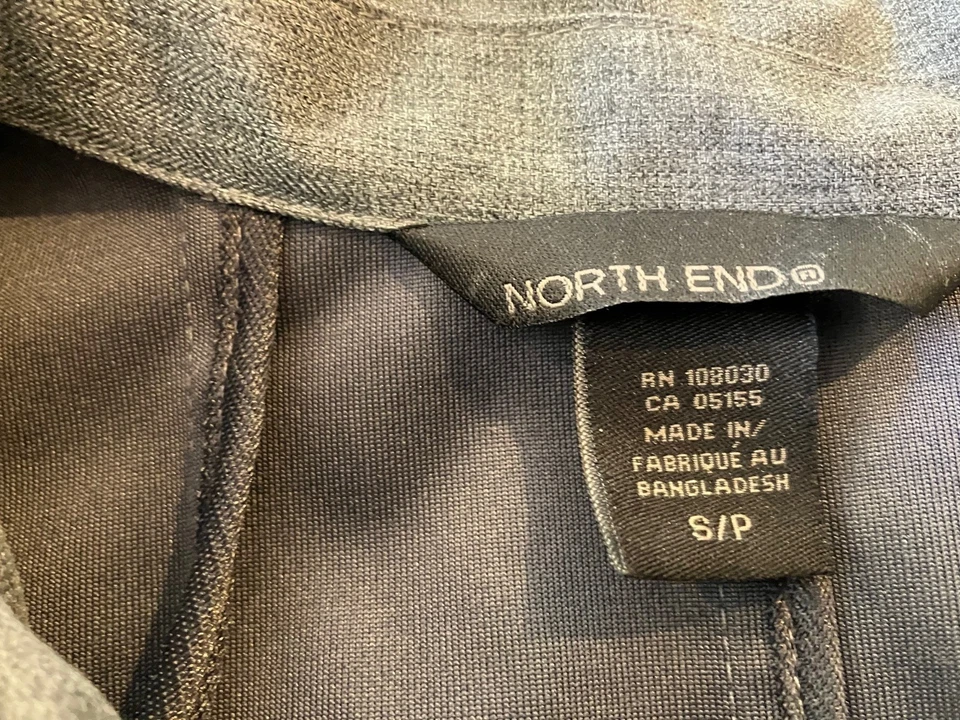 NORTH END®
RN 108030
CA 05155
MADE IN/
FABRIQUÉ AU
BANGLADESH
S/P